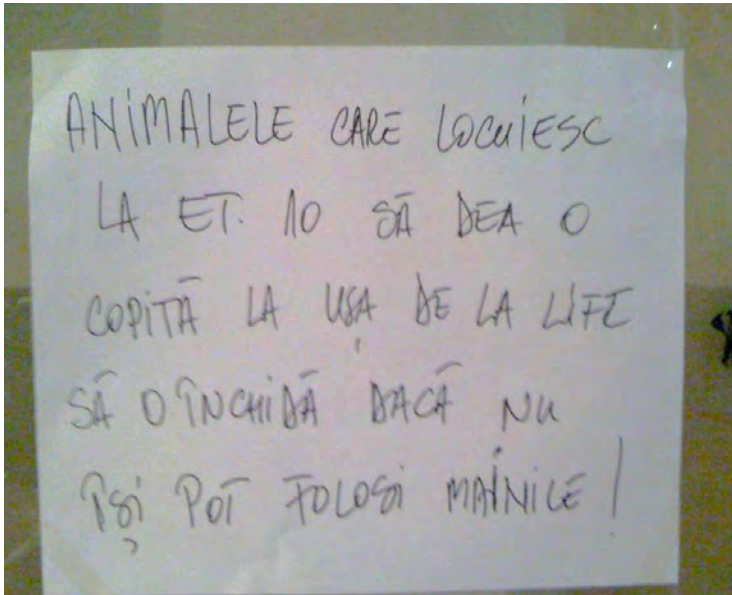 ANIMALELE CARE LOCUIESC
LA ET. 10 SĂ DEA O
COPITĂ LA UȘA DE LA LIFT
SĂ O ÎNCHIDĂ DACĂ NU
ÎȘI POT FOLOSI MAINILE!